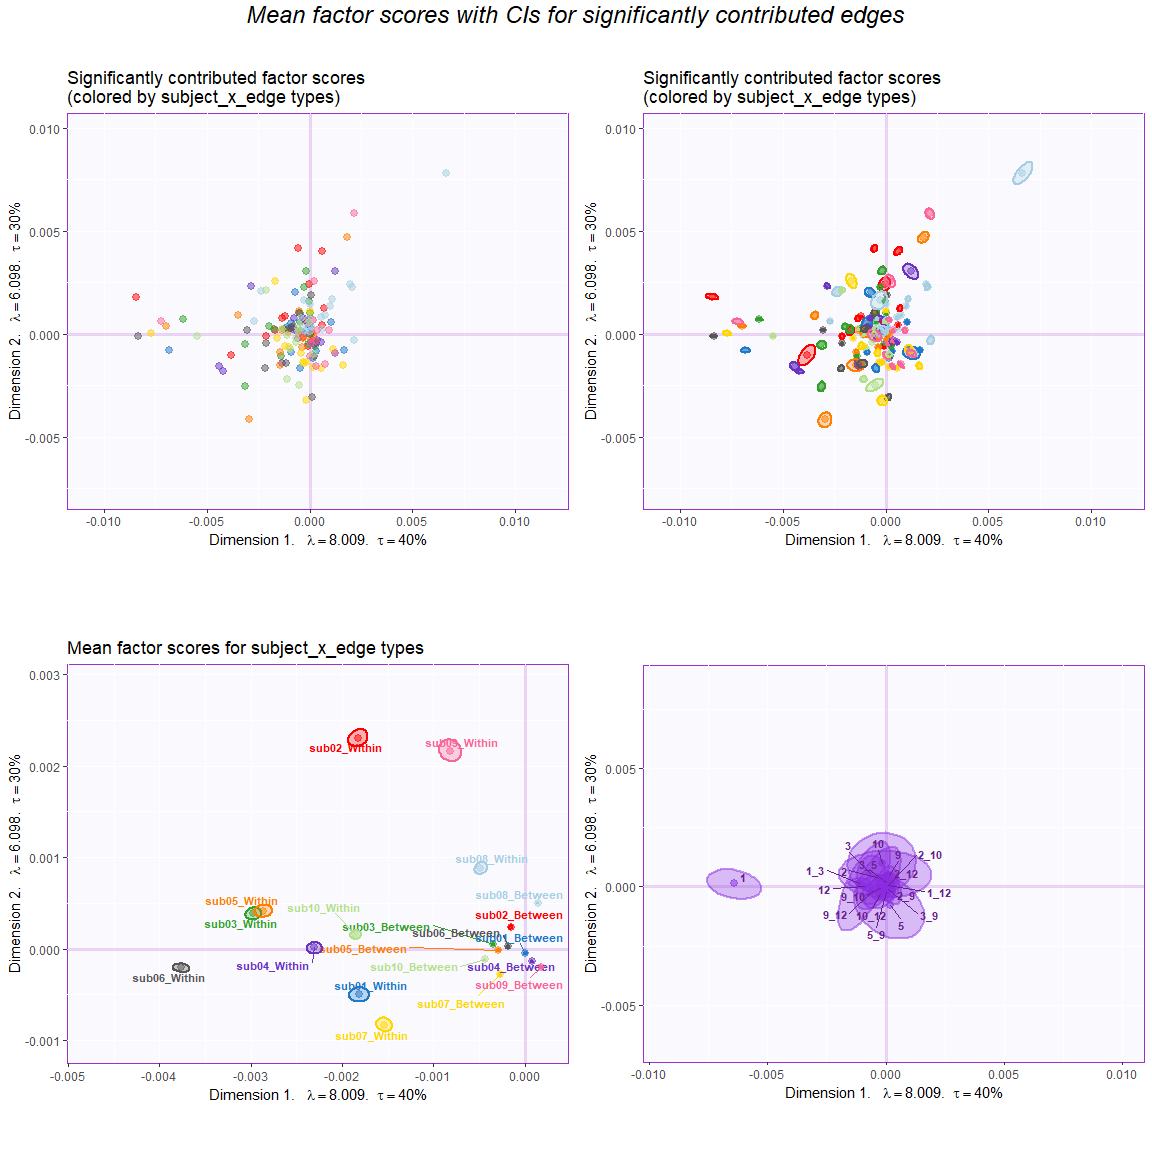 Mean factor scores with CIs for significantly contributed edges
Significantly contributed factor scores
(colored by subject_x_edge types)
0.010
0.005
0.000
-0.005
-0.010
-0.005
0.000
0.005
0.010
Dimension 1. λ = 8.009. τ = 40%
Dimension 2. λ = 6.098. τ = 30%
Significantly contributed factor scores
(colored by subject_x_edge types)
0.010
0.005
0.000
-0.005
-0.010
-0.005
0.000
0.005
0.010
Dimension 1. λ = 8.009. τ = 40%
Dimension 2. λ = 6.098. τ = 30%
Mean factor scores for subject_x_edge types
0.003
0.002
0.001
0.000
-0.001
sub02_Within
sub09_Within
sub08_Within
sub08_Between
sub05_Within
sub10_Within
sub02_Between
sub03_Within
sub03_Between
sub06_Between
sub01_Between
sub05_Between
sub04_Within
sub10_Between
sub04_Between
sub06_Within
sub01_Within
sub09_Between
sub07_Between
sub07_Within
-0.005
-0.004
-0.003
-0.002
-0.001
0.000
Dimension 1. λ = 8.009. τ = 40%
Dimension 2. λ = 6.098. τ = 30%
0.005
0.000
-0.005
3
10
9
2_10
3
5
1_3
2
2_12
1
12
1_12
9_10
2_9
9_12
10_12
3_9
5
5_9
-0.010
-0.005
0.000
0.005
0.010
Dimension 1. λ = 8.009. τ = 40%
Dimension 2. λ = 6.098. τ = 30%